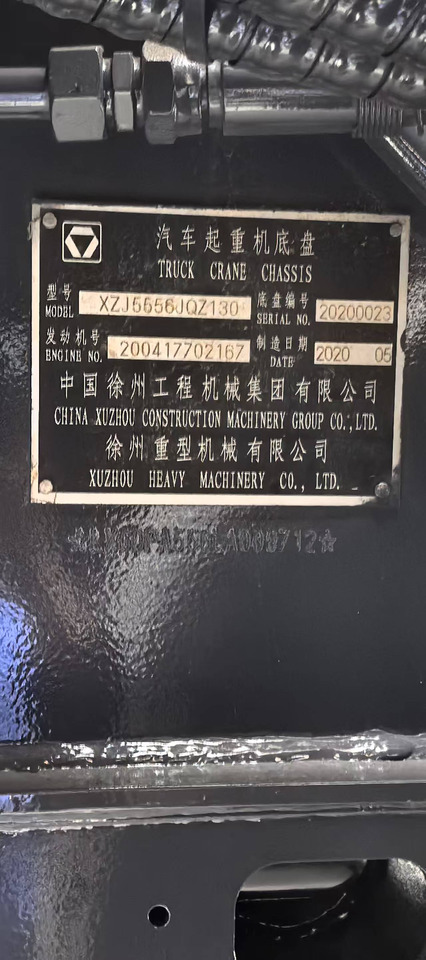 汽车起重机底盘
TRUCK CRANE CHASSIS
型号 MODEL XZJ5556JQZ130 底盘编号 SERIAL NO. 20200023
发动机号 ENGINE NO. 200417702167 制造日期 DATE 2020 05
中国徐州工程机械集团有限公司
CHINA XUZHOU CONSTRUCTION MACHINERY GROUP CO., LTD.
徐州重型机械有限公司
XUZHOU HEAVY MACHINERY CO., LTD.